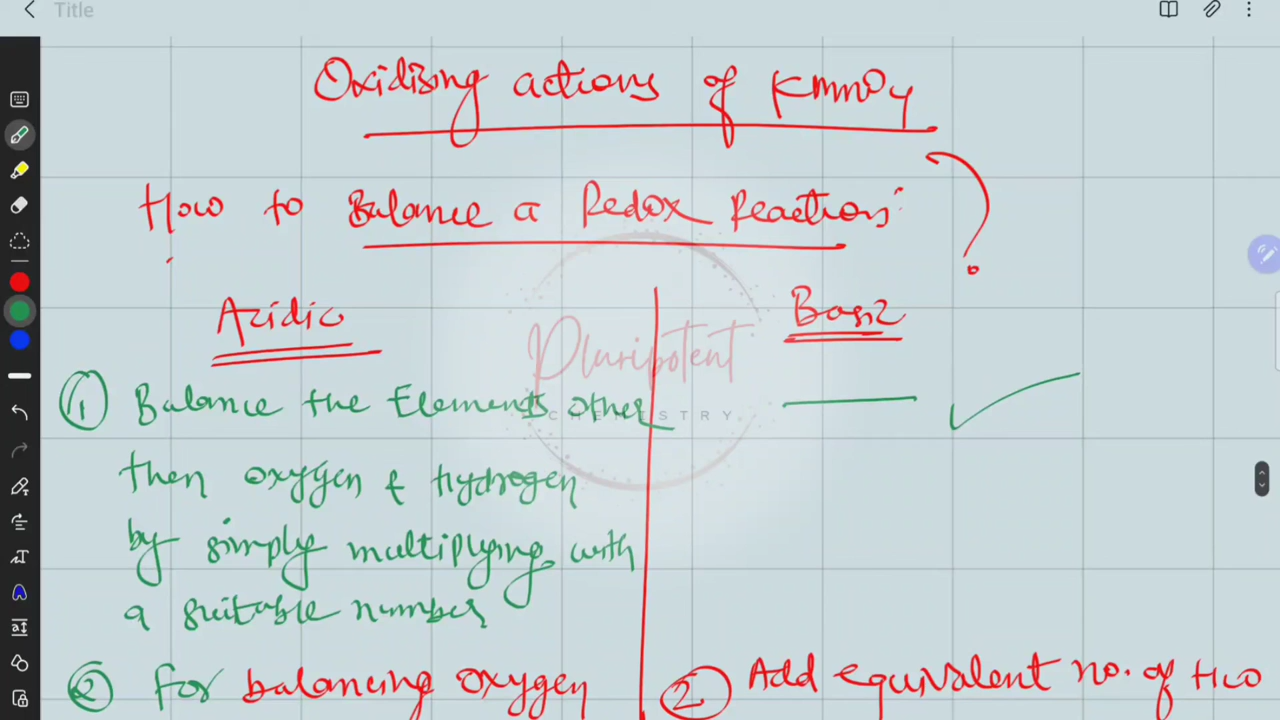 Title
Oxidising actions of KMnO4
How to Balance a Redox Reactions:
?
Acidic
Basic
① Balance the Elements other
then oxygen & hydrogen
by simply multiplying with
a suitable number
② For balancing oxygen
② Add equivalent no. of H2O
Pluripotent
CHEMISTRY